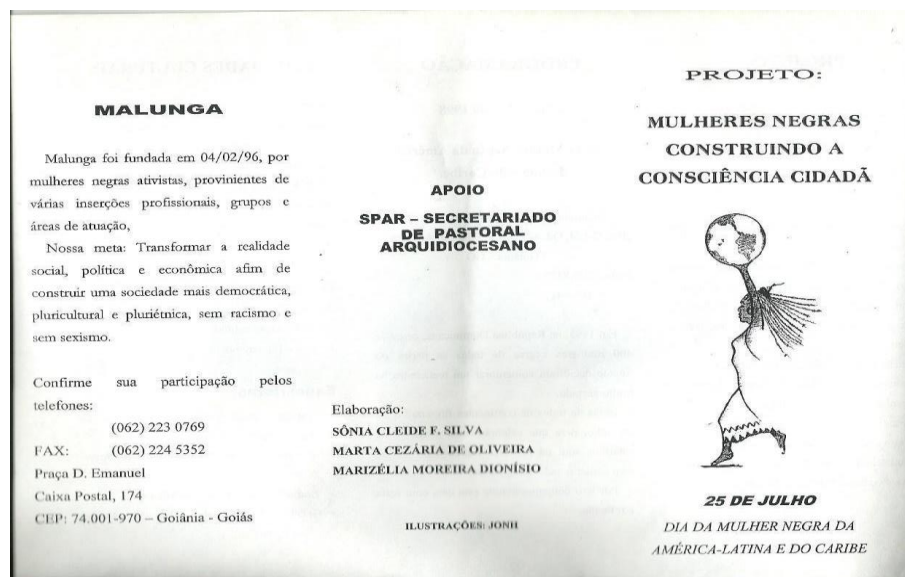 MALUNGA
Malunga foi fundada em 04/02/96, por
mulheres negras ativistas, provinientes de
várias inserções profissionais, grupos e
áreas de atuação,
Nossa meta: Transformar a realidade
social, política e econômica afim de
construir uma sociedade mais democrática,
pluricultural e pluriétnica, sem racismo e
sem sexismo.
Confirme sua participação pelos
telefones:
(062) 223 0769
FAX: (062) 224 5352
Praça D. Emanuel
Caixa Postal, 174
CEP: 74.001-970 – Goiânia - Goiás
APOIO
SPAR – SECRETARIADO
DE PASTORAL
ARQUIDIOCESANO
Elaboração:
SÔNIA CLEIDE F. SILVA
MARTA CEZÁRIA DE OLIVEIRA
MARIZÉLIA MOREIRA DIONÍSIO
ILUSTRAÇÕES: JONH
PROJETO:
MULHERES NEGRAS
CONSTRUINDO A
CONSCIÊNCIA CIDADÃ
25 DE JULHO
DIA DA MULHER NEGRA DA
AMÉRICA-LATINA E DO CARIBE